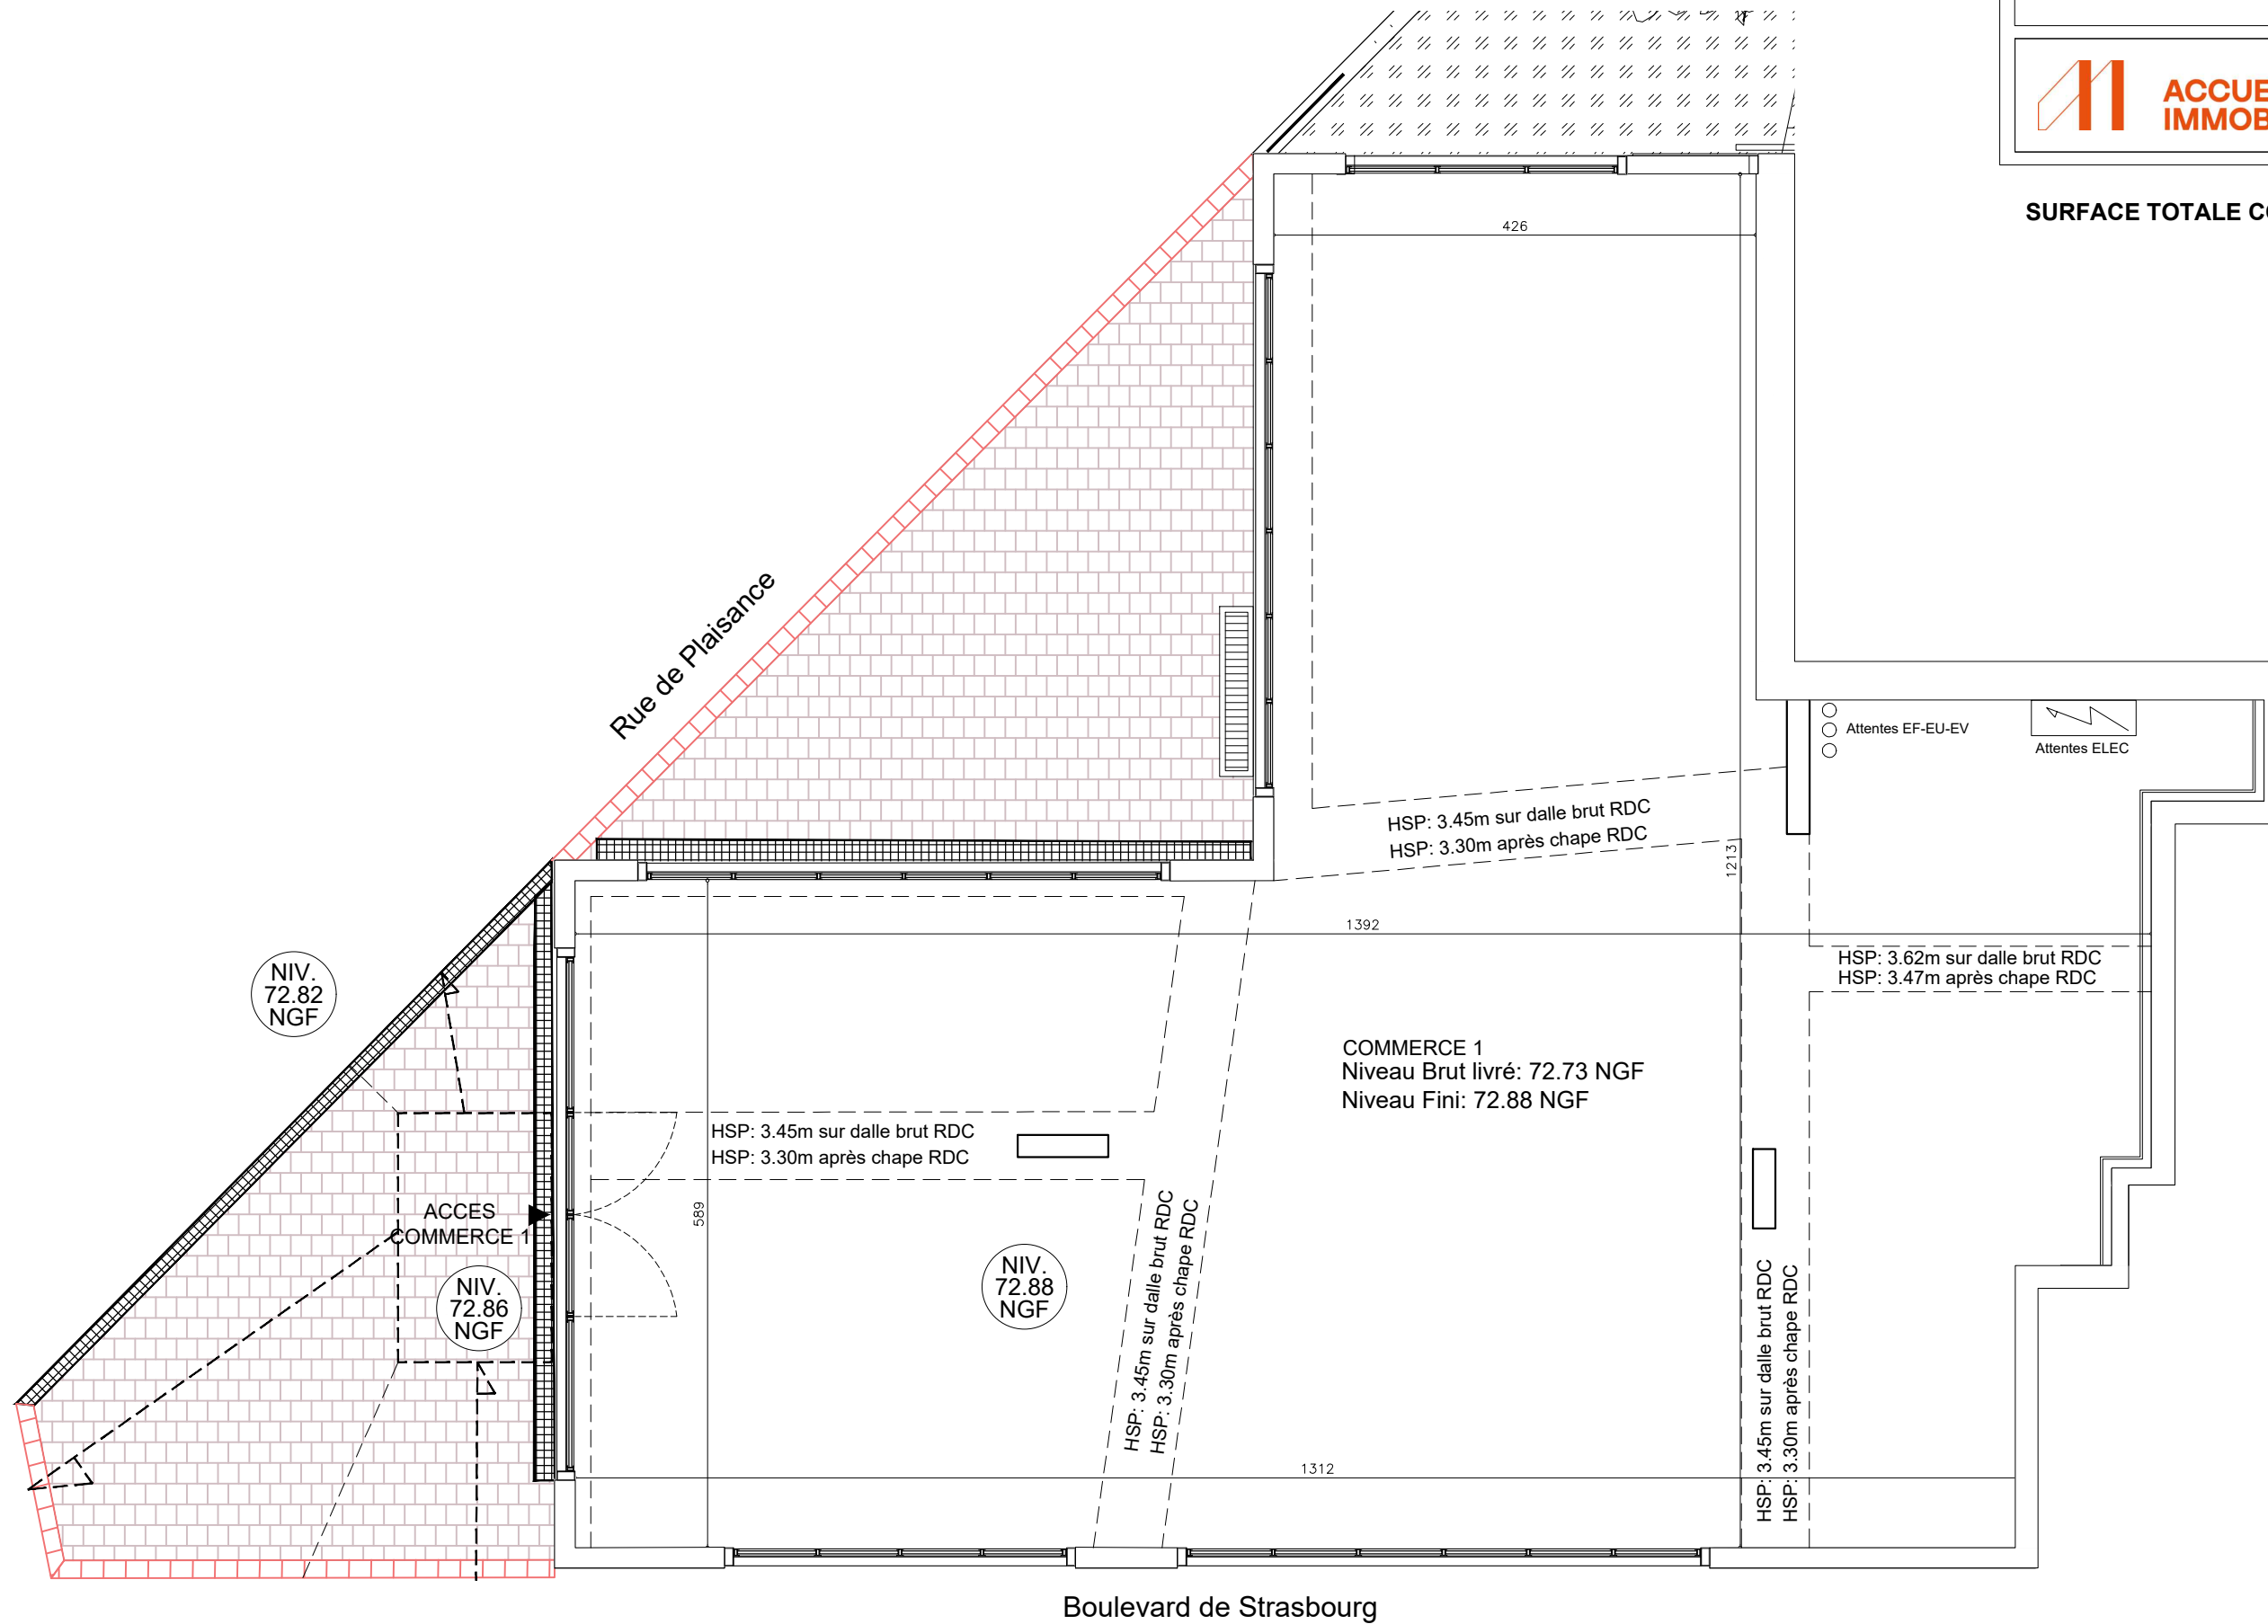 ACCUE
IMMOB
SURFACE TOTALE CO
426
Rue de Plaisance
Attentes EF-EU-EV
Attentes ELEC
HSP: 3.45m sur dalle brut RDC
HSP: 3.30m après chape RDC
1213
1392
HSP: 3.62m sur dalle brut RDC
HSP: 3.47m après chape RDC
NIV.
72.82
NGF
COMMERCE 1
Niveau Brut livré: 72.73 NGF
Niveau Fini: 72.88 NGF
HSP: 3.45m sur dalle brut RDC
HSP: 3.30m après chape RDC
ACCES
COMMERCE 1
589
NIV.
72.86
NGF
NIV.
72.88
NGF
HSP: 3.45m sur dalle brut RDC
HSP: 3.30m après chape RDC
HSP: 3.45m sur dalle brut RDC
HSP: 3.30m après chape RDC
1312
Boulevard de Strasbourg